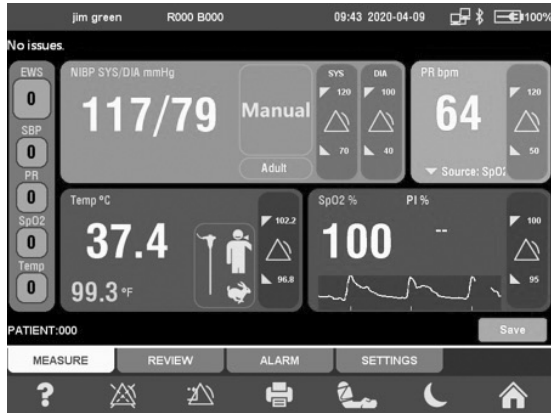 jim green R000 B000 09:43 2020-04-09 100%
No issues.
EWS
0
SBP
0
PR
0
SpO2
0
Temp
0
NIBP SYS/DIA mmHg
117/79
Manual
Adult
SYS DIA
120 100
70 40
PR bpm
64
Source: SpO2
120
50
Temp °C
37.4
99.3 °F
102.2
96.8
SpO2 % PI %
100 --
100
95
PATIENT:000 Save
MEASURE REVIEW ALARM SETTINGS
?